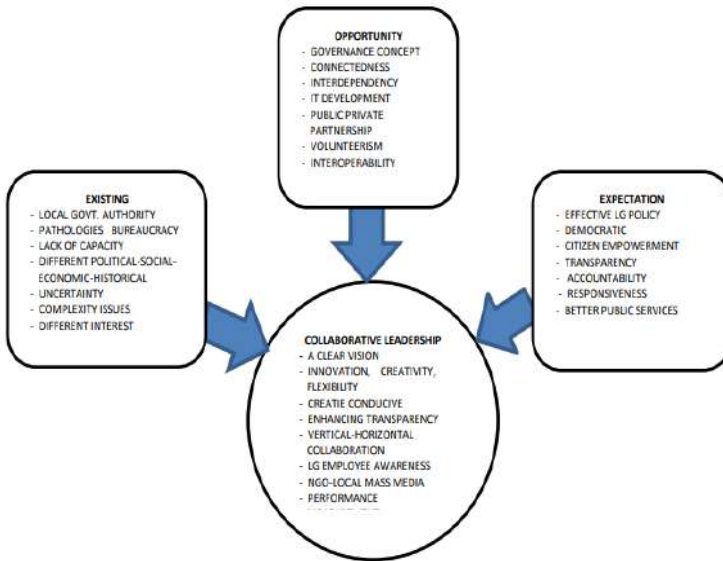 OPPORTUNITY
- GOVERNANCE CONCEPT
- CONNECTEDNESS
- INTERDEPENDENCY
- IT DEVELOPMENT
- PUBLIC PRIVATE
PARTNERSHIP
- VOLUNTEERISM
- INTEROPERABILITY
EXISTING
- LOCAL GOVT. AUTHORITY
- PATHOLOGIES BUREAUCRACY
- LACK OF CAPACITY
- DIFFERENT POLITICAL-SOCIAL-
ECONOMIC-HISTORICAL
- UNCERTAINTY
- COMPLEXITY ISSUES
- DIFFERENT INTEREST
EXPECTATION
- EFFECTIVE LG POLICY
- DEMOCRATIC
- CITIZEN EMPOWERMENT
- TRANSPARENCY
- ACCOUNTABILITY
- RESPONSIVENESS
- BETTER PUBLIC SERVICES
COLLABORATIVE LEADERSHIP
- A CLEAR VISION
- INNOVATION, CREATIVITY,
FLEXIBILITY
- CREATIE CONDUCIVE
- ENHANCING TRANSPARENCY
- VERTICAL-HORIZONTAL
COLLABORATION
- LG EMPLOYEE AWARENESS
- NGO-LOCAL MASS MEDIA
- PERFORMANCE